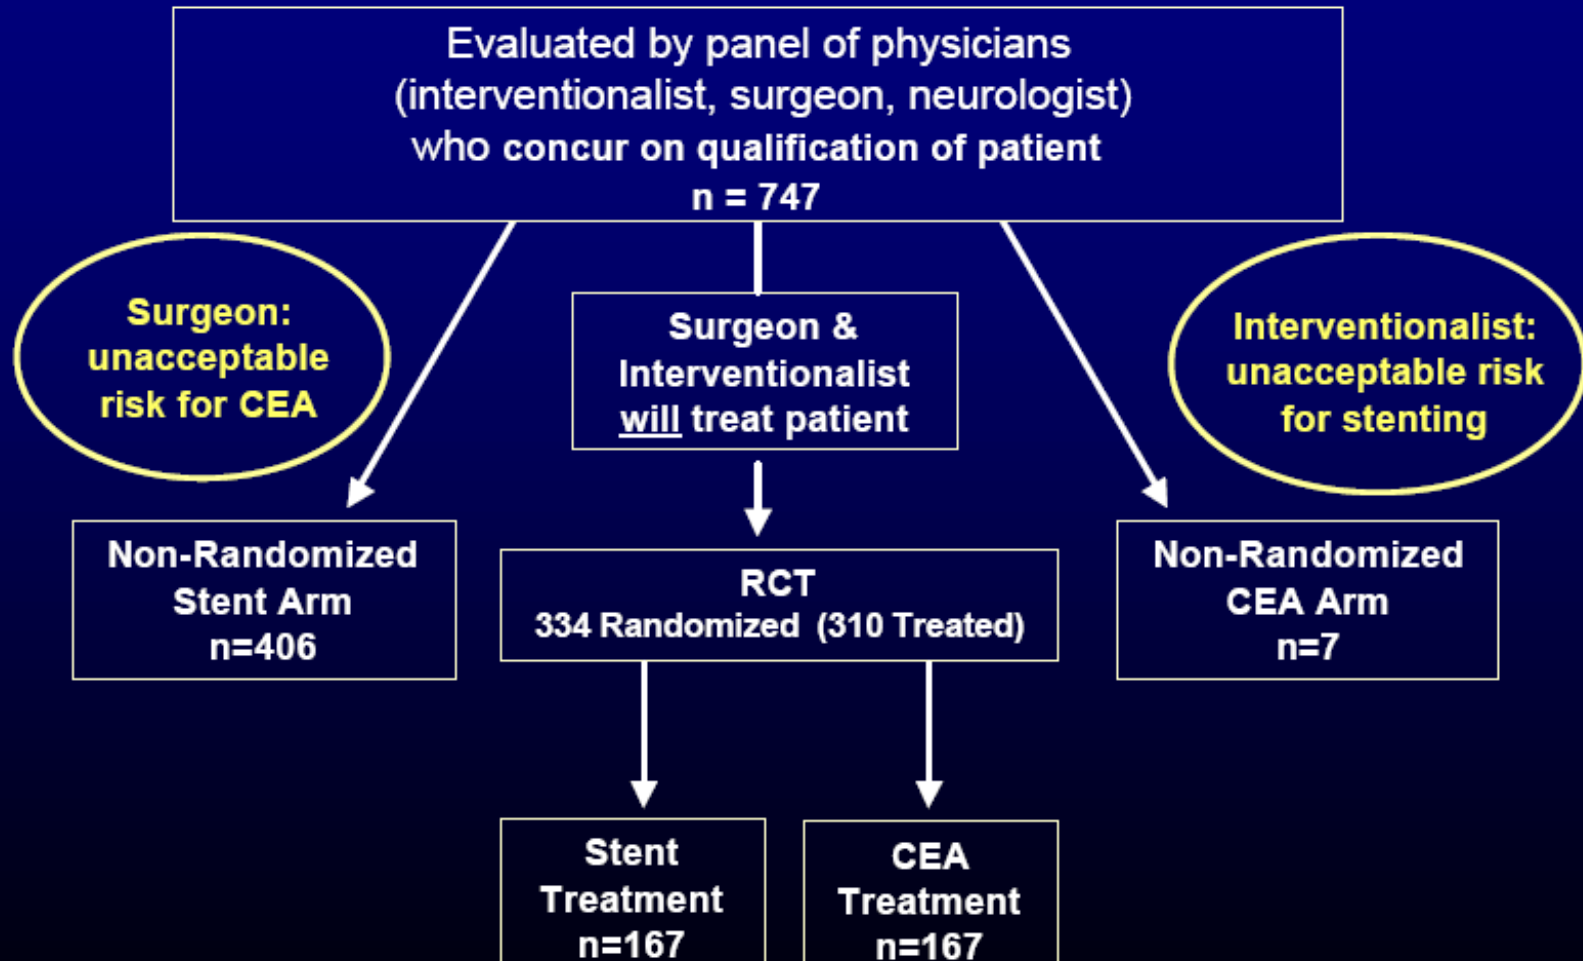 Evaluated by panel of physicians
(interventionalist, surgeon, neurologist)
who concur on qualification of patient
n = 747
Surgeon:
unacceptable
risk for CEA
Surgeon &
Interventionalist
will treat patient
Interventionalist:
unacceptable risk
for stenting
Non-Randomized
Stent Arm
n=406
RCT
334 Randomized (310 Treated)
Non-Randomized
CEA Arm
n=7
Stent
Treatment
n=167
CEA
Treatment
n=167